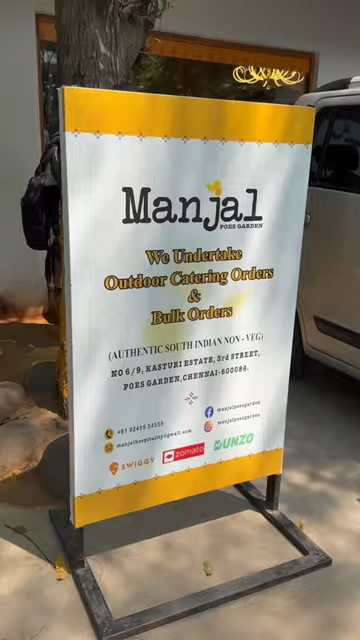 Manjal
POES GARDEN
We Undertake
Outdoor Catering Orders
&
Bulk Orders
(AUTHENTIC SOUTH INDIAN NON - VEG)
NO 6/9, KASTURI ESTATE, 3rd STREET,
POES GARDEN,CHENNAI-600086.
manjalpoesgarden
+91 82455 54555
manjalpoesgarden
manjalhospitality@gmail.com
SWIGGY
zomato
DUNZO